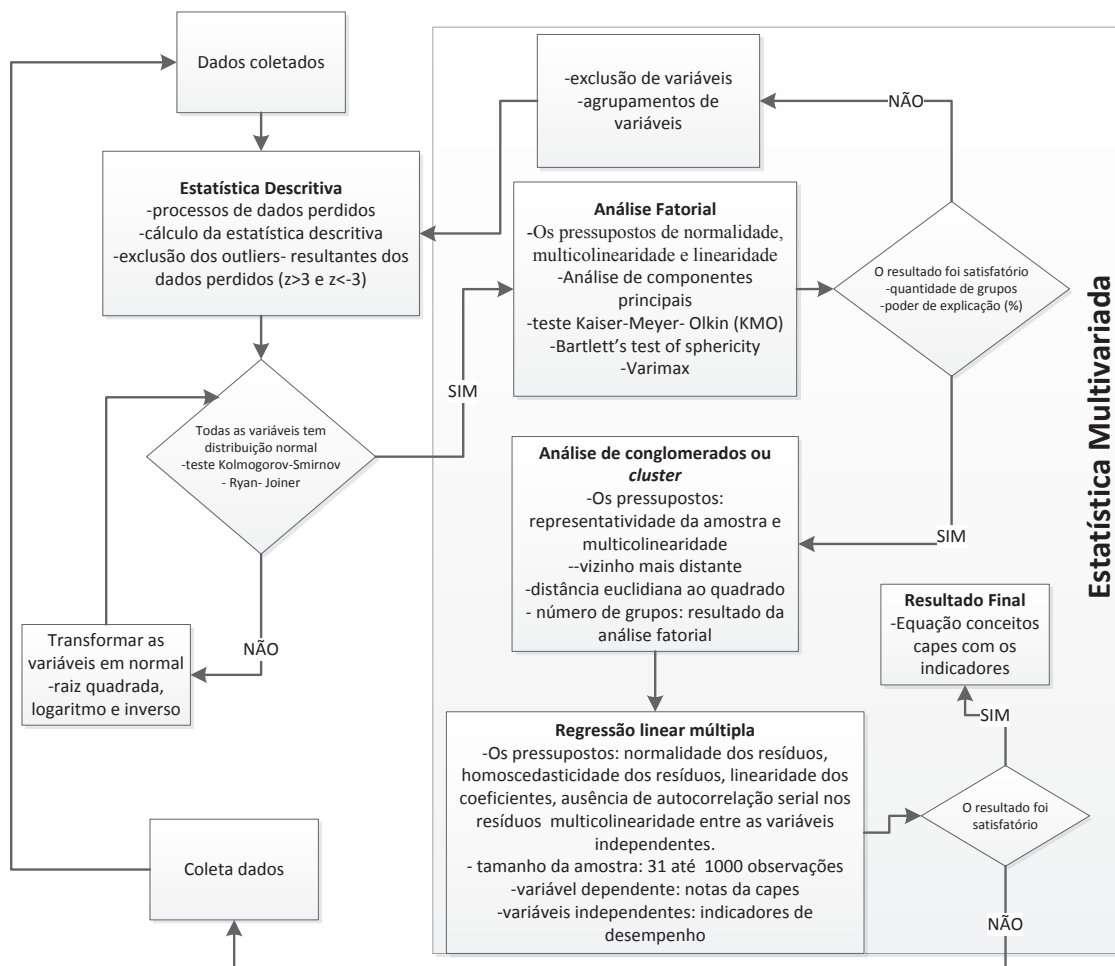 Dados coletados
-exclusão de variáveis
-agrupamentos de
variáveis
NÃO
Estatística Descritiva
-processos de dados perdidos
-cálculo da estatística descritiva
-exclusão dos outliers- resultantes dos
dados perdidos (z>3 e z<-3)
Análise Fatorial
-Os pressupostos de normalidade,
multicolinearidade e linearidade
-Análise de componentes
principais
-teste Kaiser-Meyer- Olkin (KMO)
-Bartlett’s test of sphericity
-Varimax
O resultado foi satisfatório
-quantidade de grupos
-poder de explicação (%)
Estatística Multivariada
SIM
Todas as variáveis tem
distribuição normal
-teste Kolmogorov-Smirnov
- Ryan- Joiner
Análise de conglomerados ou
cluster
-Os pressupostos:
representatividade da amostra e
multicolinearidade
--vizinho mais distante
-distância euclidiana ao quadrado
- número de grupos: resultado da
análise fatorial
SIM
NÃO
Transformar as
variáveis em normal
-raiz quadrada,
logaritmo e inverso
Resultado Final
-Equação conceitos
capes com os
indicadores
SIM
Regressão linear múltipla
-Os pressupostos: normalidade dos resíduos,
homoscedasticidade dos resíduos, linearidade dos
coeficientes, ausência de autocorrelação serial nos
resíduos multicolinearidade entre as variáveis
independentes.
- tamanho da amostra: 31 até 1000 observações
-variável dependente: notas da capes
-variáveis independentes: indicadores de
desempenho
O resultado foi
satisfatório
Coleta dados
NÃO